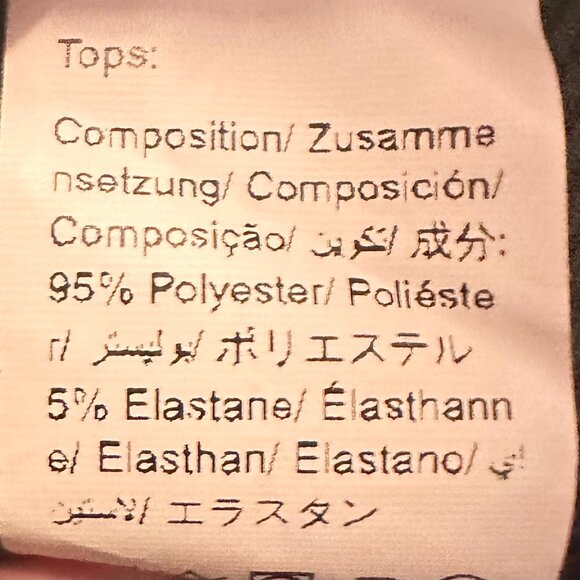 Tops:
Composition/ Zusamme
nsetzung/ Composición/
Composição/ تكوين/ 成分:
95% Polyester/ Poliéste
r/ بوليستر/ ポリエステル
5% Elastane/ Élasthann
e/ Elasthan/ Elastano/
エラスタン